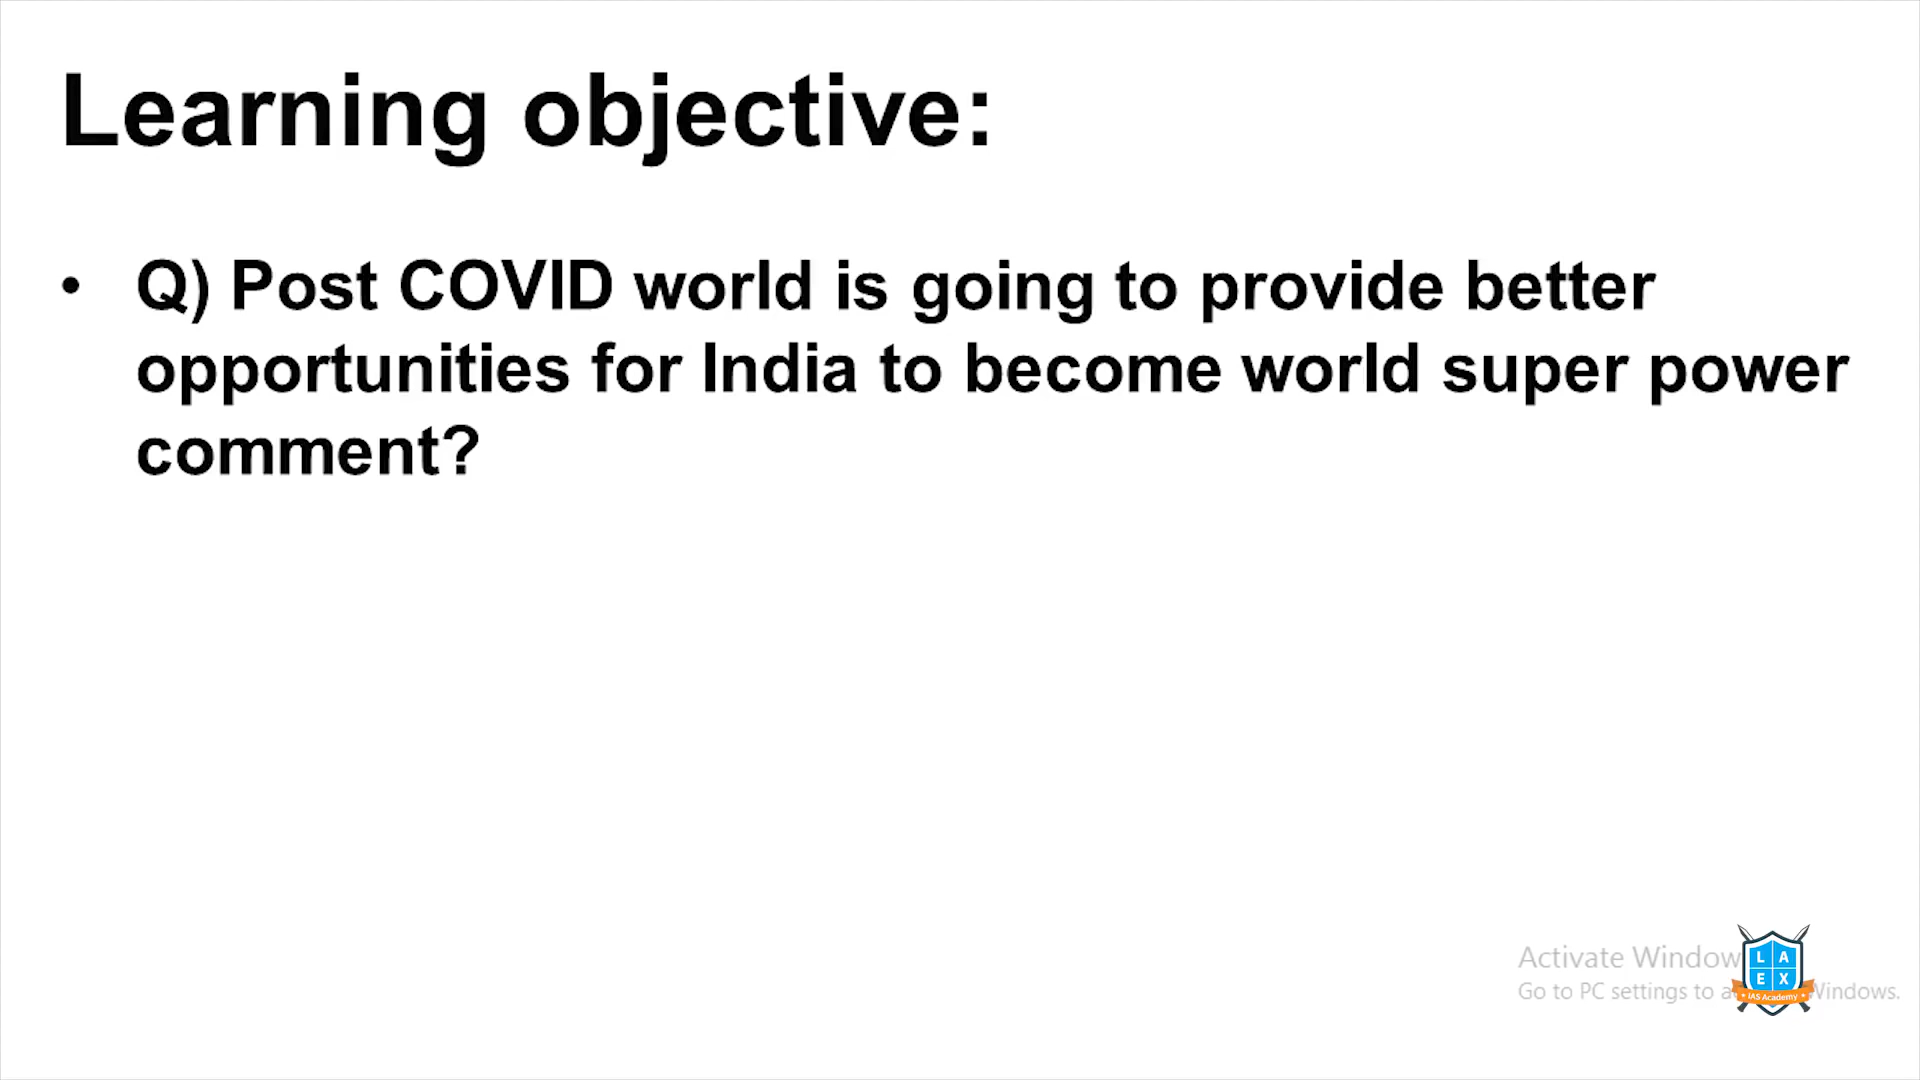 Learning objective:
• Q) Post COVID world is going to provide better
opportunities for India to become world super power
comment?
Activate Window
Go to PC settings to a Windows.
L A
E X
IAS Academy